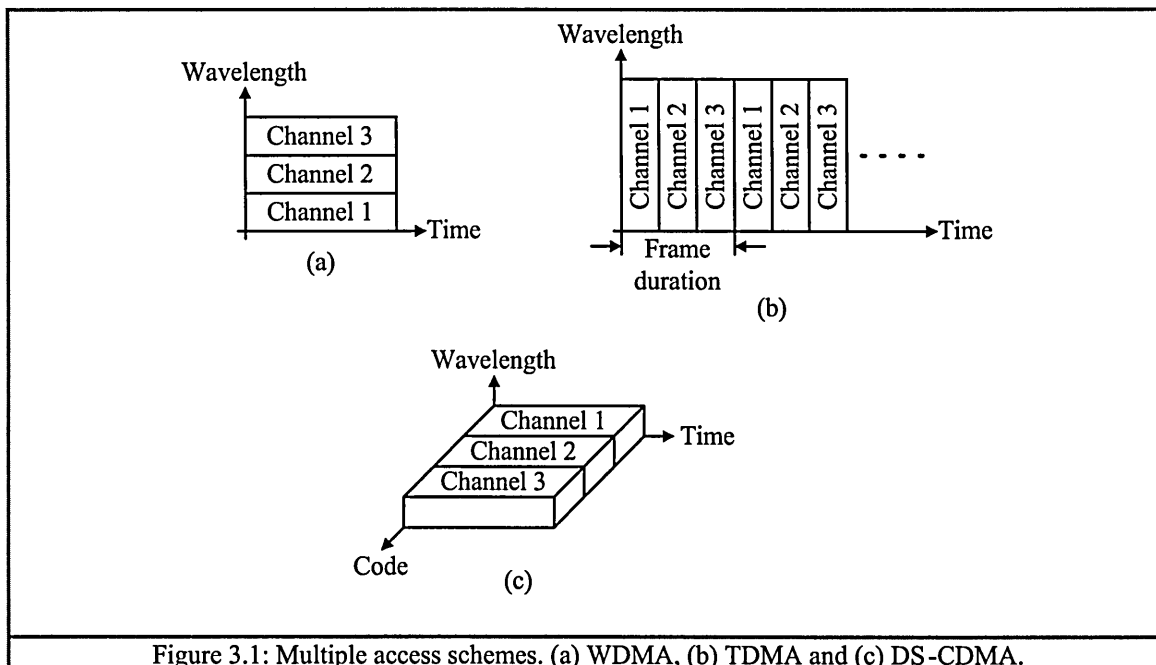 Wavelength
Channel 3
Channel 2
Channel 1
Time
(a)
Wavelength
Channel 1
Channel 2
Channel 3
Channel 1
Channel 2
Channel 3
Time
Frame
duration
(b)
Wavelength
Channel 1
Channel 2
Channel 3
Time
Code
(c)
Figure 3.1: Multiple access schemes. (a) WDMA, (b) TDMA and (c) DS-CDMA.